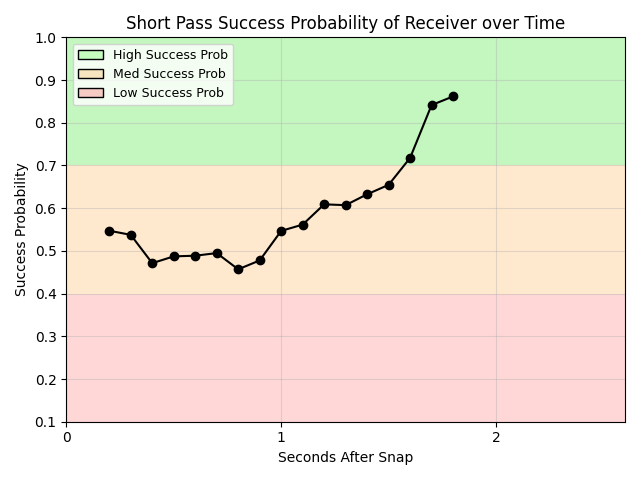 Short Pass Success Probability of Receiver over Time
1.0
0.9
0.8
0.7
0.6
0.5
0.4
0.3
0.2
0.1
Success Probability
High Success Prob
Med Success Prob
Low Success Prob
0
1
2
Seconds After Snap